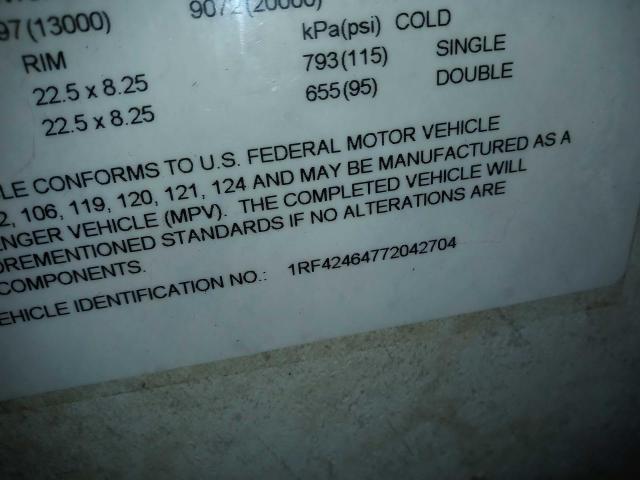 97(13000) 9072(20000)
kPa(psi) COLD
RIM 793(115) SINGLE
22.5 x 8.25 655(95) DOUBLE
22.5 x 8.25
LE CONFORMS TO U.S. FEDERAL MOTOR VEHICLE
2, 106, 119, 120, 121, 124 AND MAY BE MANUFACTURED AS A
ENGER VEHICLE (MPV). THE COMPLETED VEHICLE WILL
OREMENTIONED STANDARDS IF NO ALTERATIONS ARE
COMPONENTS.
EHICLE IDENTIFICATION NO.: 1RF42464772042704